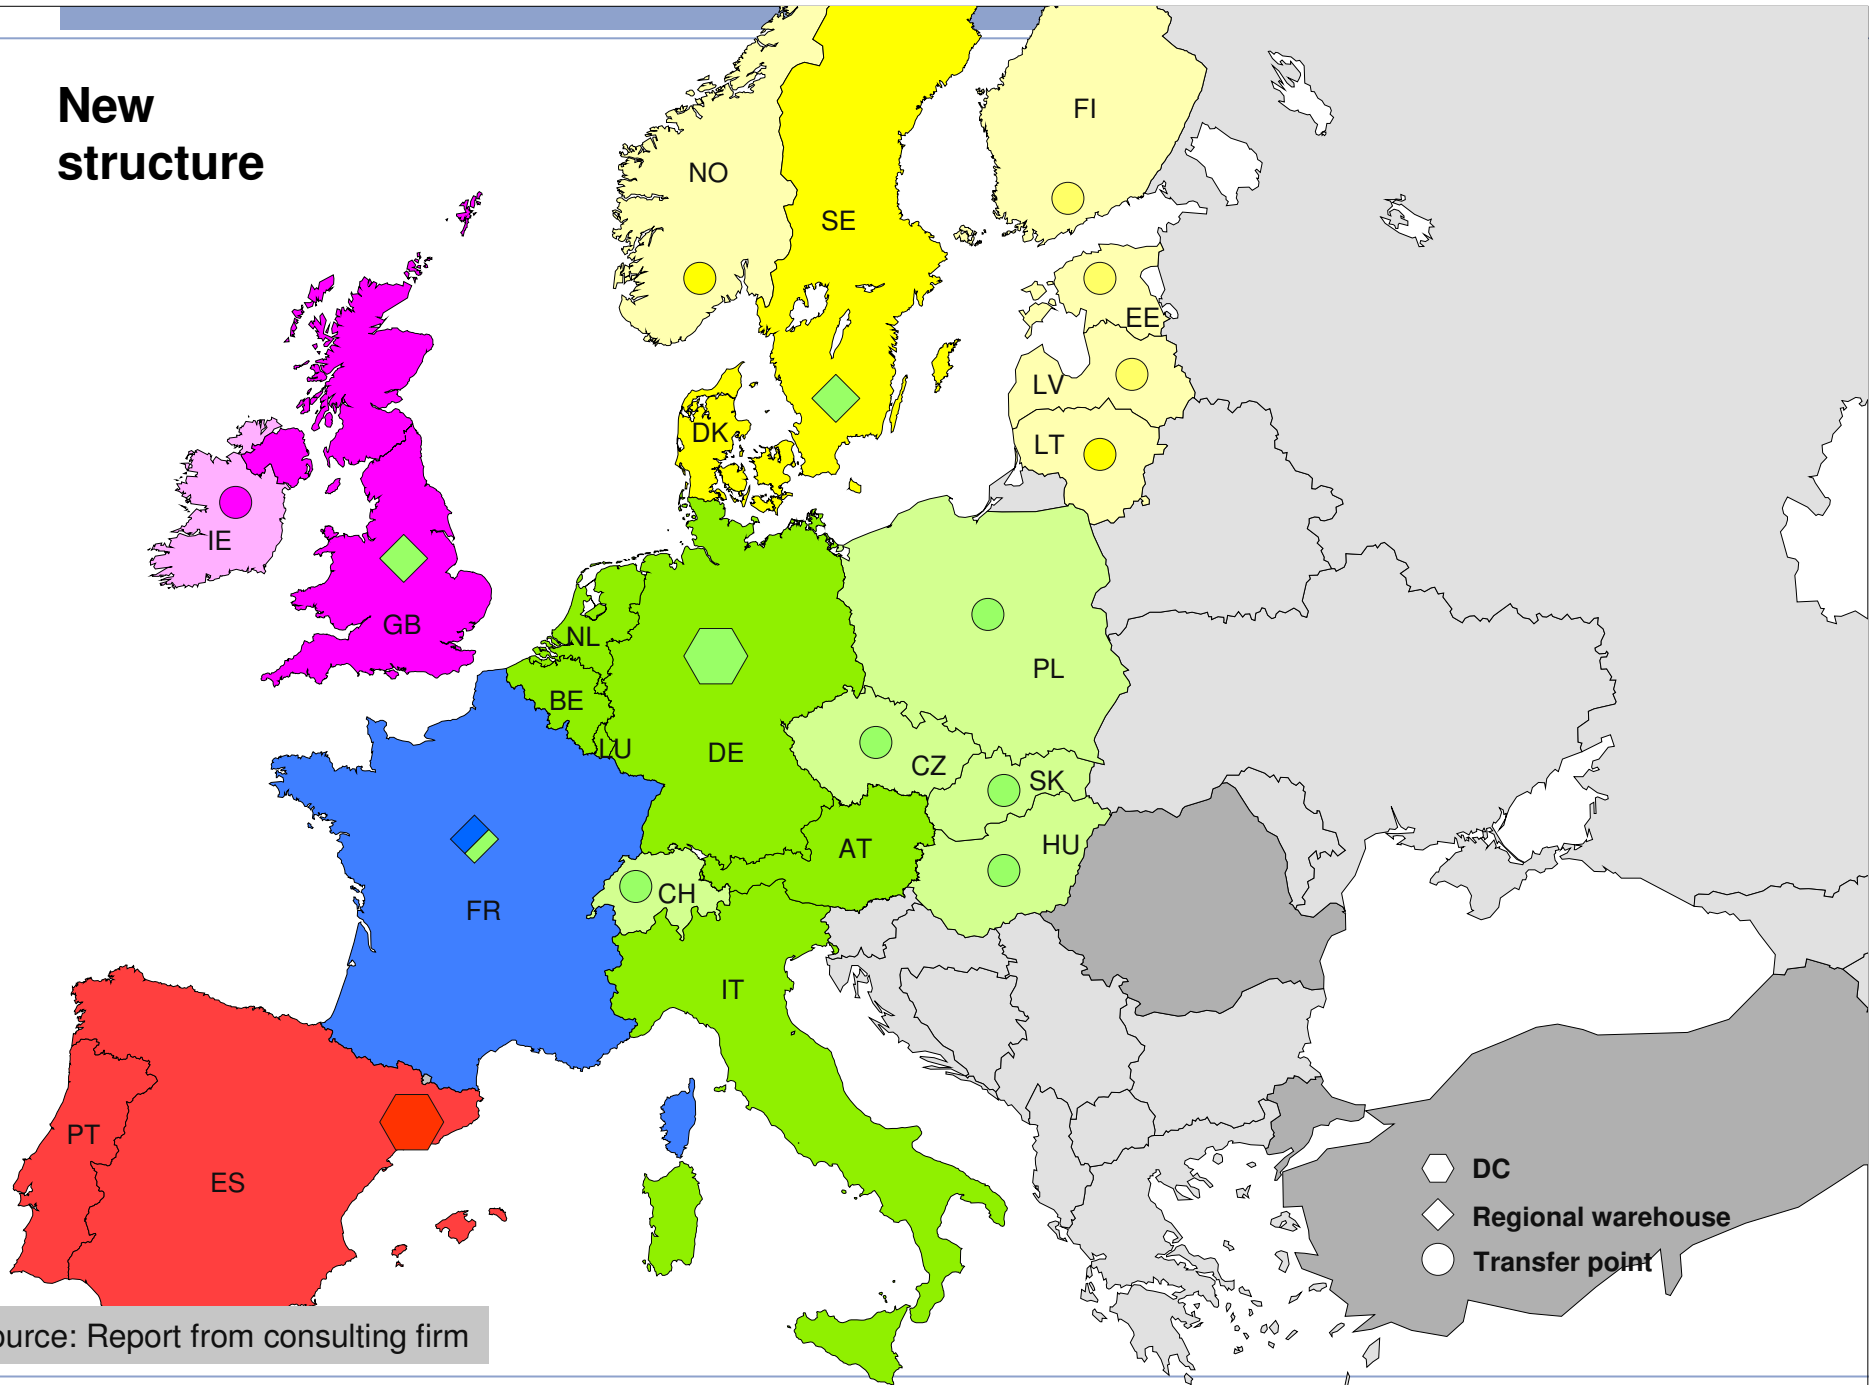 New
structure
FI
NO
SE
EE
LV
DK
LT
IE
GB
NL
PL
BE
LU
DE
CZ
SK
HU
AT
CH
FR
IT
PT
ES
DC
Regional warehouse
Transfer point
ource: Report from consulting firm